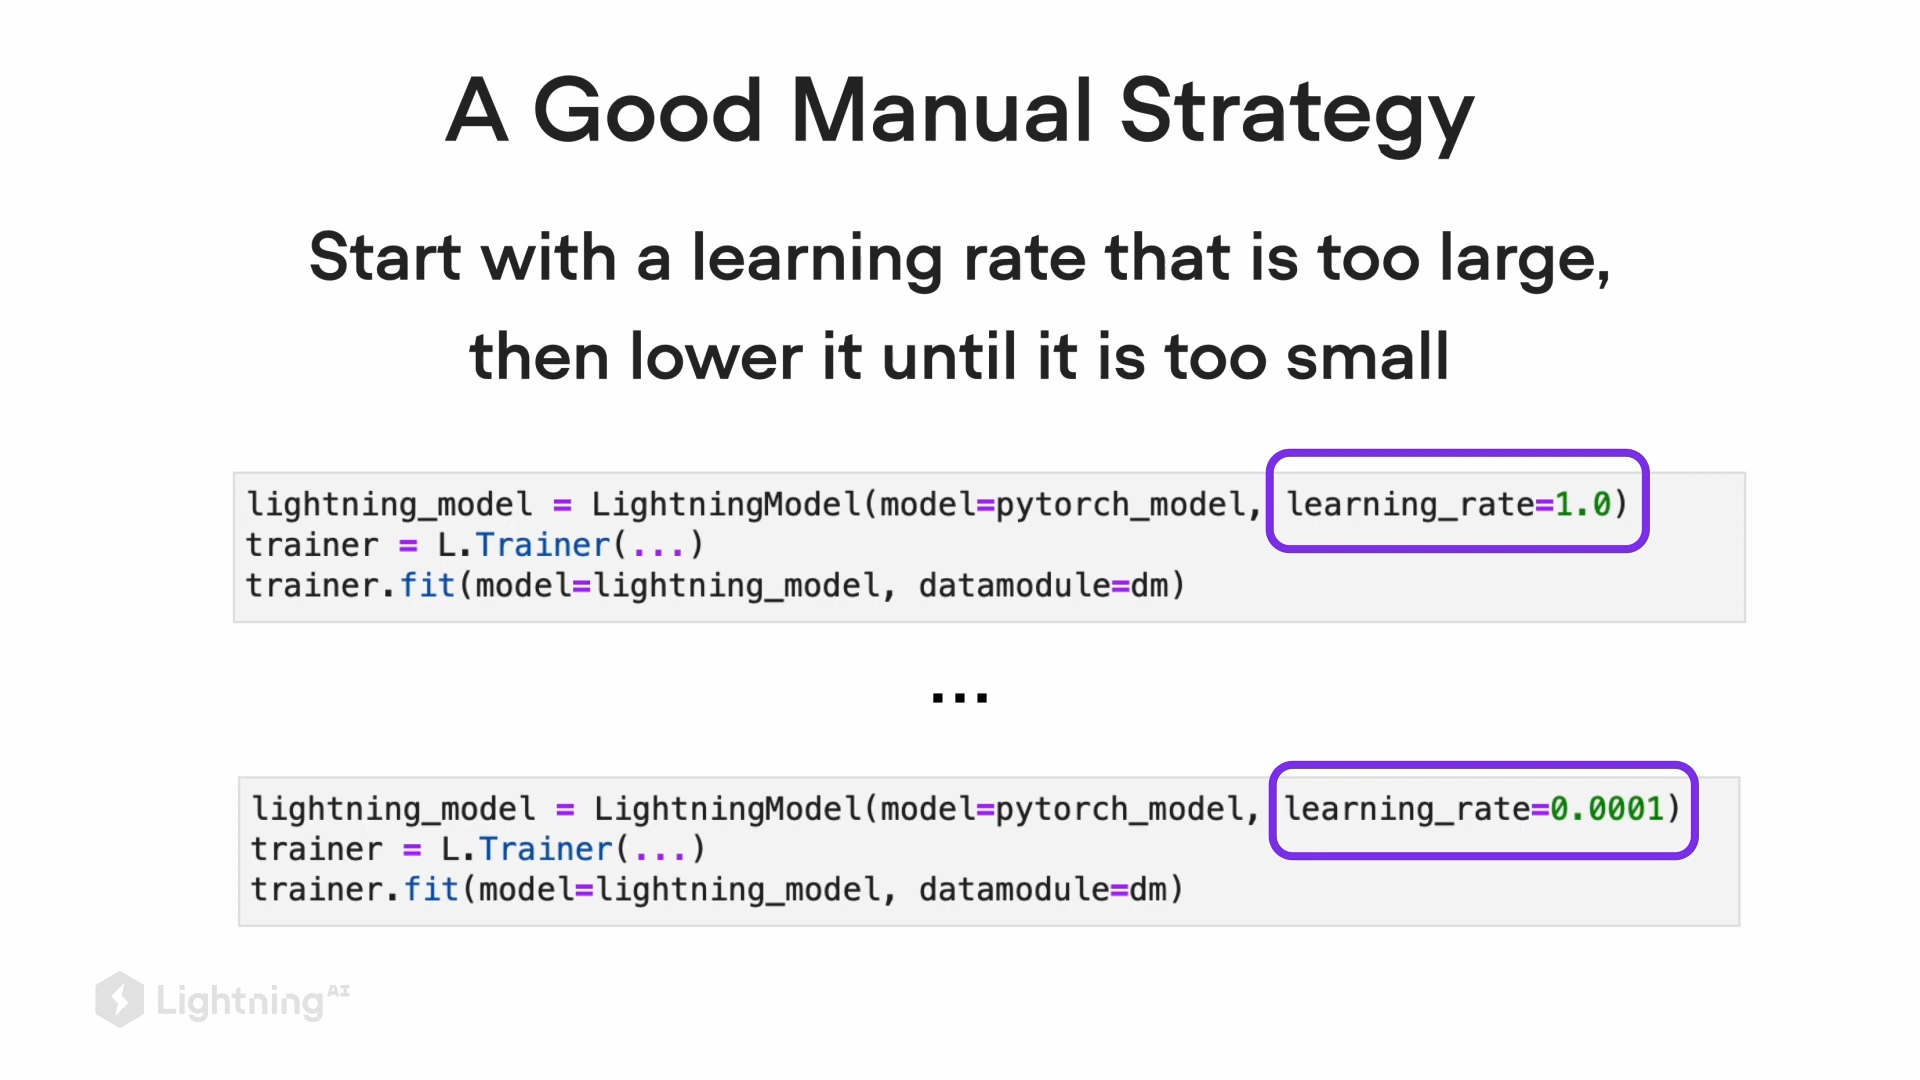 A Good Manual Strategy
Start with a learning rate that is too large,
then lower it until it is too small
lightning_model = LightningModel(model=pytorch_model, learning_rate=1.0)
trainer = L.Trainer(...)
trainer.fit(model=lightning_model, datamodule=dm)
...
lightning_model = LightningModel(model=pytorch_model, learning_rate=0.0001)
trainer = L.Trainer(...)
trainer.fit(model=lightning_model, datamodule=dm)
Lightning AI